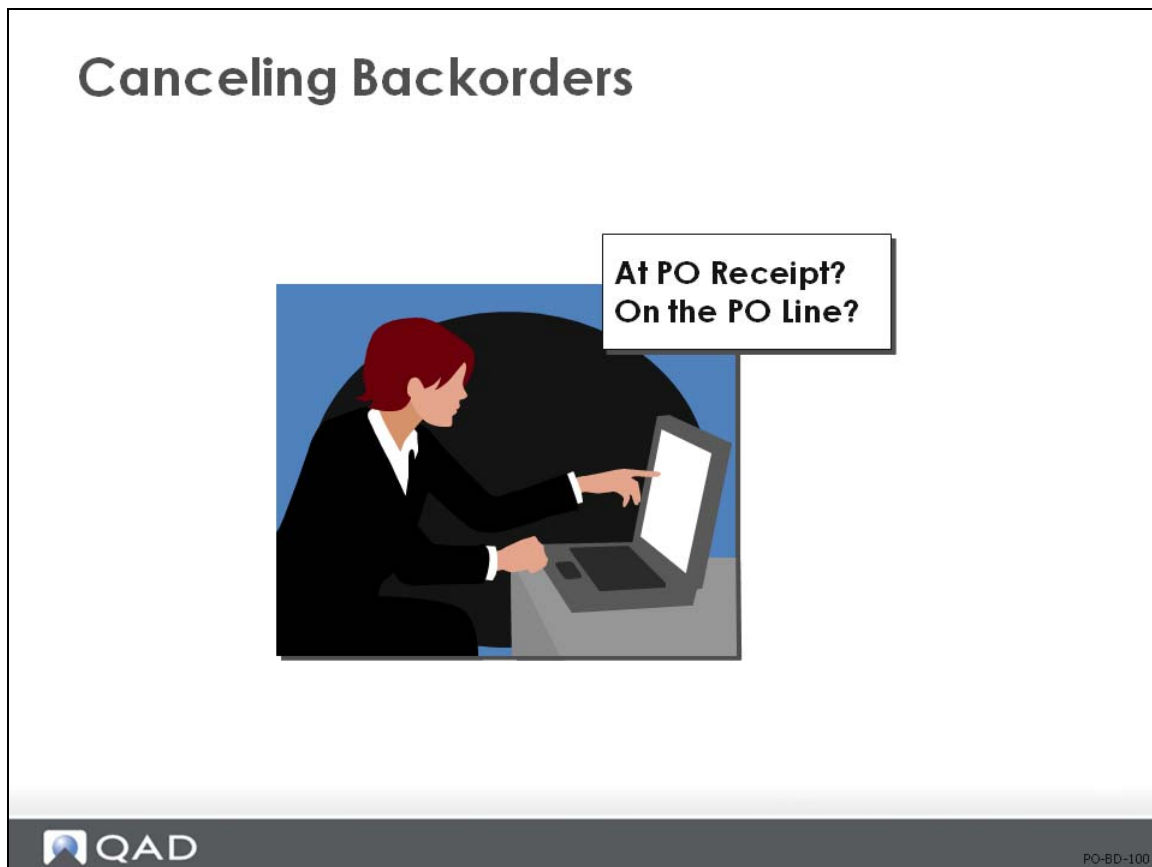 Canceling Backorders
At PO Receipt?
On the PO Line?
QAD
PO-BD-100